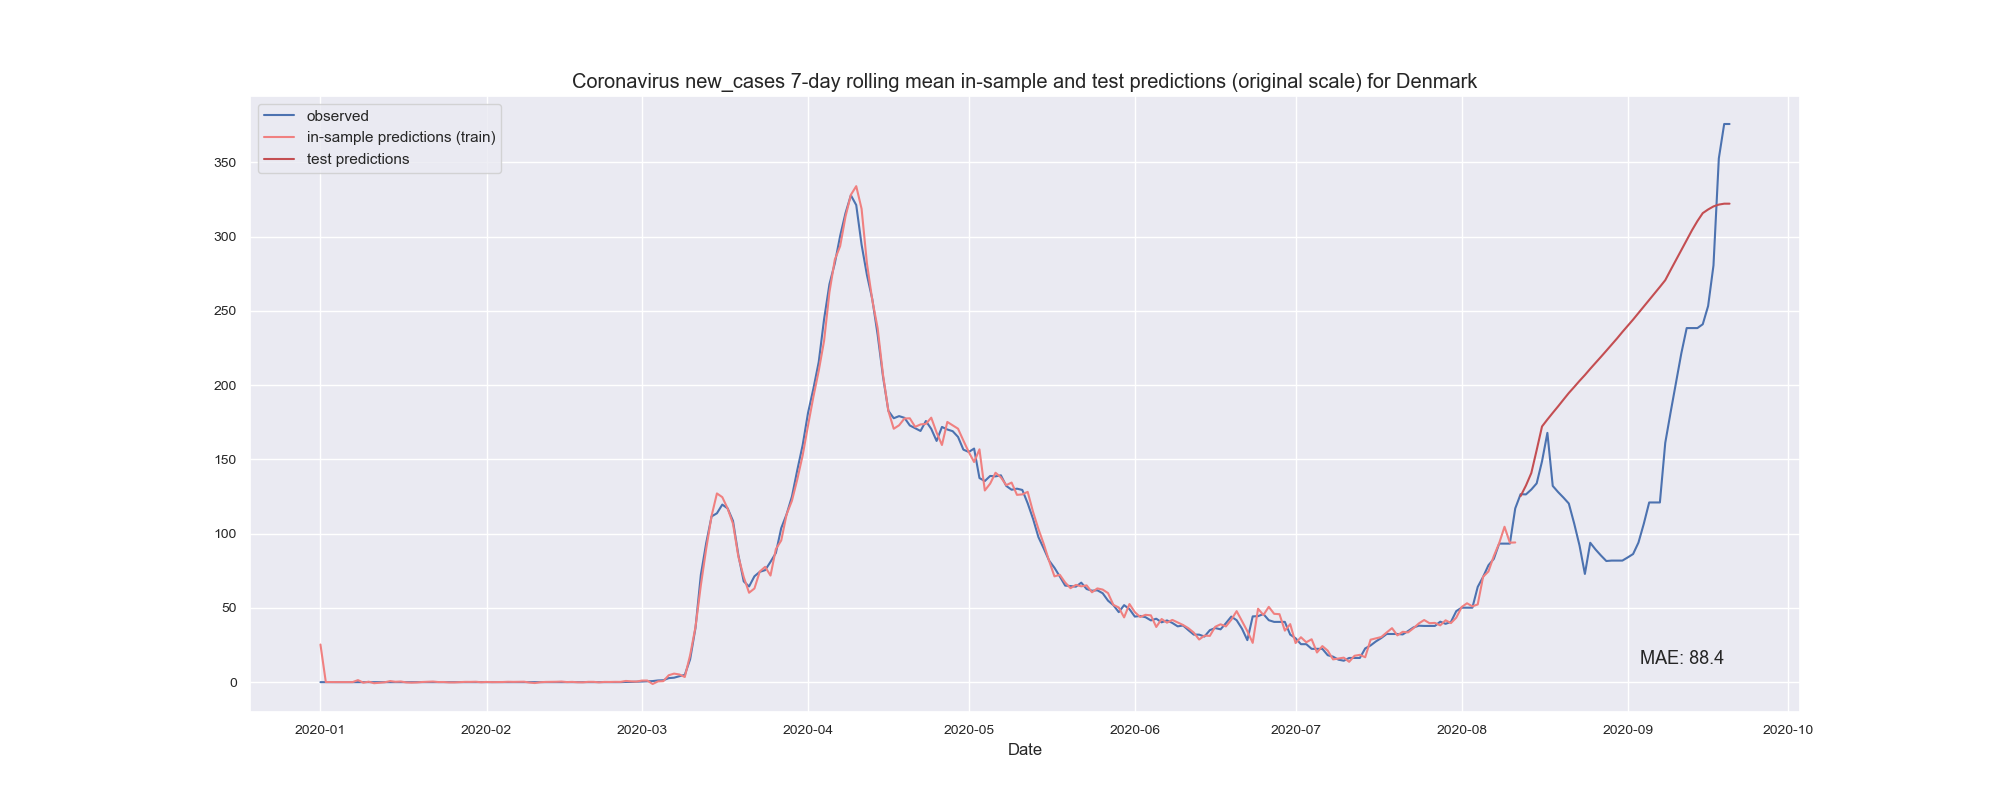 Coronavirus new_cases 7-day rolling mean in-sample and test predictions (original scale) for Denmark
observed
in-sample predictions (train)
test predictions
350
300
250
200
150
100
50
0
MAE: 88.4
2020-01 2020-02 2020-03 2020-04 2020-05 2020-06 2020-07 2020-08 2020-09 2020-10
Date